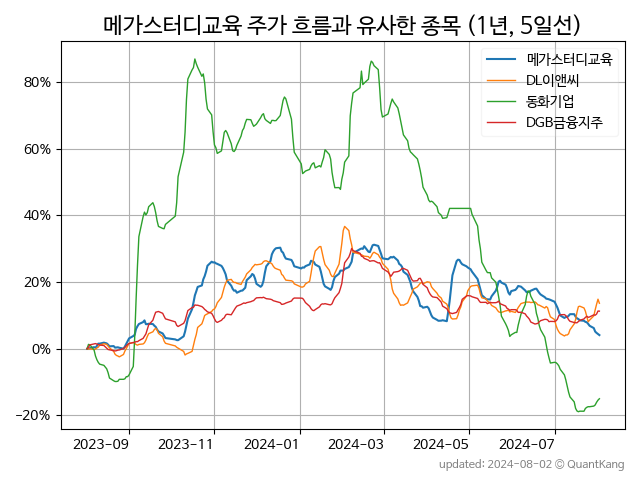 메가스터디교육 주가 흐름과 유사한 종목 (1년, 5일선)
메가스터디교육
DL이앤씨
동화기업
DGB금융지주
80%
60%
40%
20%
0%
−20%
2023-09
2023-11
2024-01
2024-03
2024-05
2024-07
updated: 2024-08-02 © QuantKang